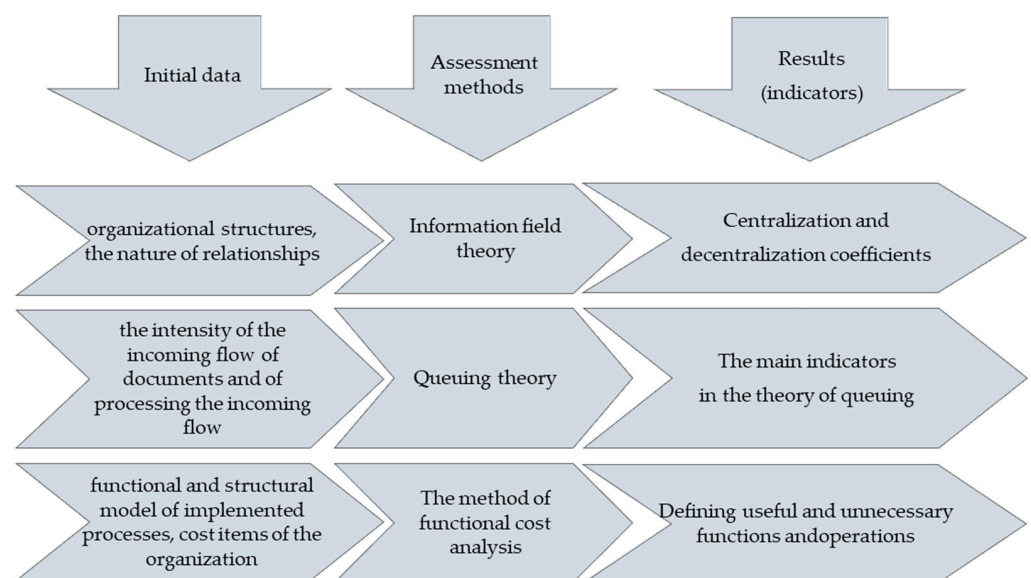 Initial data
Assessment
methods
Results
(indicators)
organizational structures,
the nature of relationships
Information field
theory
Centralization and
decentralization coefficients
the intensity of the
incoming flow of
documents and of
processing the incoming
flow
Queuing theory
The main indicators
in the theory of queuing
functional and structural
model of implemented
processes, cost items of the
organization
The method of
functional cost
analysis
Defining useful and unnecessary
functions andoperations